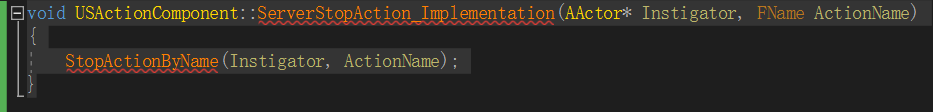 void USActionComponent::ServerStopAction_Implementation(AActor* Instigator, FName ActionName)
{
StopActionByName(Instigator, ActionName);
}